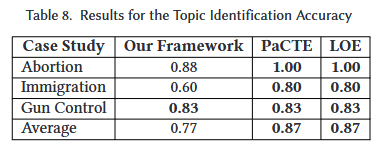 Table 8. Results for the Topic Identification Accuracy
Case Study Our Framework PaCTE LOE
Abortion 0.88 1.00 1.00
Immigration 0.60 0.80 0.80
Gun Control 0.83 0.83 0.83
Average 0.77 0.87 0.87